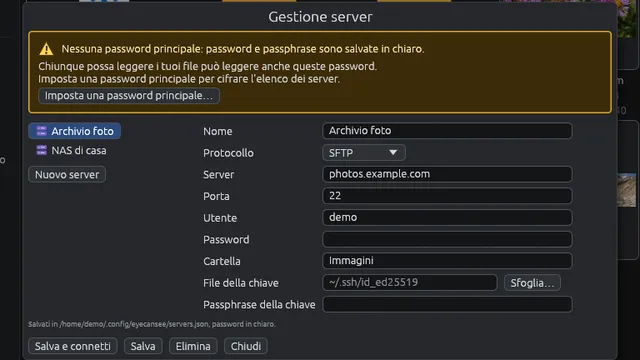 Gestione server
Nessuna password principale: password e passphrase sono salvate in chiaro.
Chiunque possa leggere i tuoi file può leggere anche queste password.
Imposta una password principale per cifrare l'elenco dei server.
Imposta una password principale…
Archivio foto
NAS di casa
Nuovo server
Nome Archivio foto
Protocollo SFTP
Server photos.example.com
Porta 22
Utente demo
Password
Cartella Immagini
File della chiave ~/.ssh/id_ed25519 Sfoglia…
Passphrase della chiave
Salvati in /home/demo/.config/eyecansee/servers.json, password in chiaro.
Salva e connetti Salva Elimina Chiudi